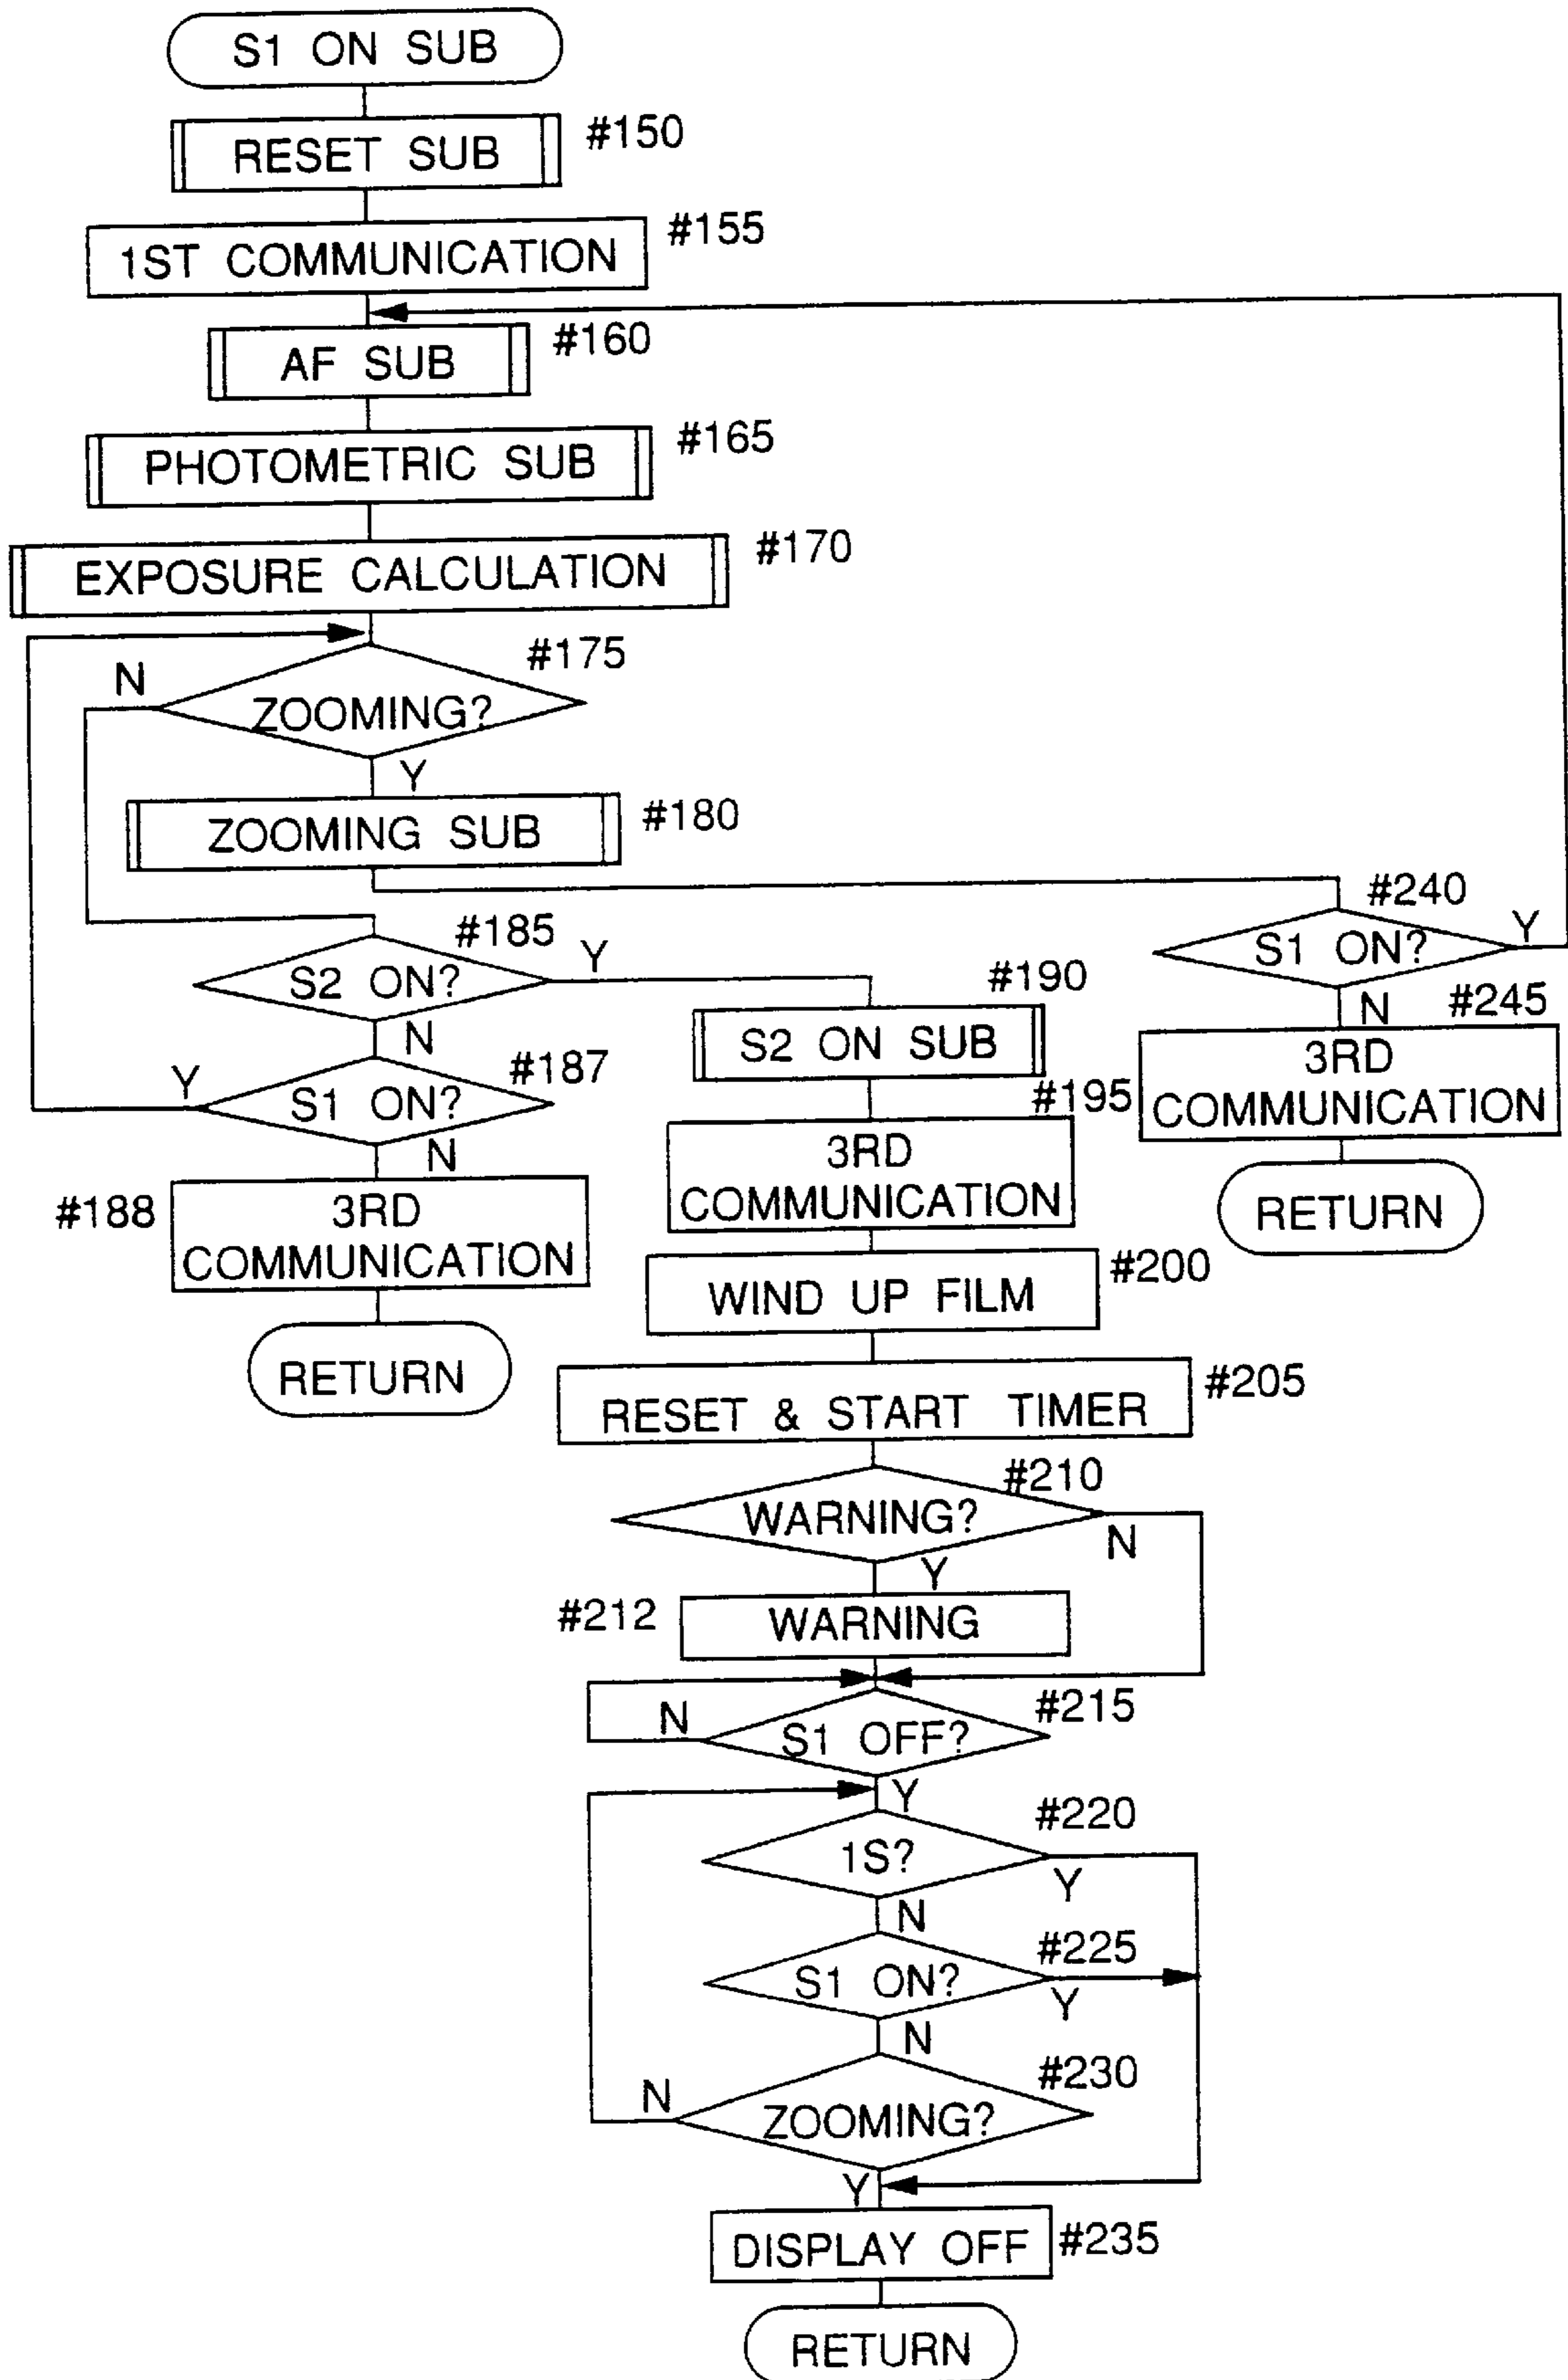 S1 ON SUB
RESET SUB
#150
1ST COMMUNICATION
#155
AF SUB
#160
PHOTOMETRIC SUB
#165
EXPOSURE CALCULATION
#170
N
#175
ZOOMING?
Y
ZOOMING SUB
#180
#240
S1 ON?
Y
N
#245
3RD
COMMUNICATION
RETURN
#185
S2 ON?
Y
N
#187
S1 ON?
Y
N
#188
3RD
COMMUNICATION
RETURN
#190
S2 ON SUB
#195
3RD
COMMUNICATION
WIND UP FILM
#200
RESET & START TIMER
#205
#210
WARNING?
N
Y
#212
WARNING
#215
N
S1 OFF?
Y
#220
1S?
Y
N
#225
S1 ON?
Y
N
#230
N
ZOOMING?
Y
DISPLAY OFF
#235
RETURN